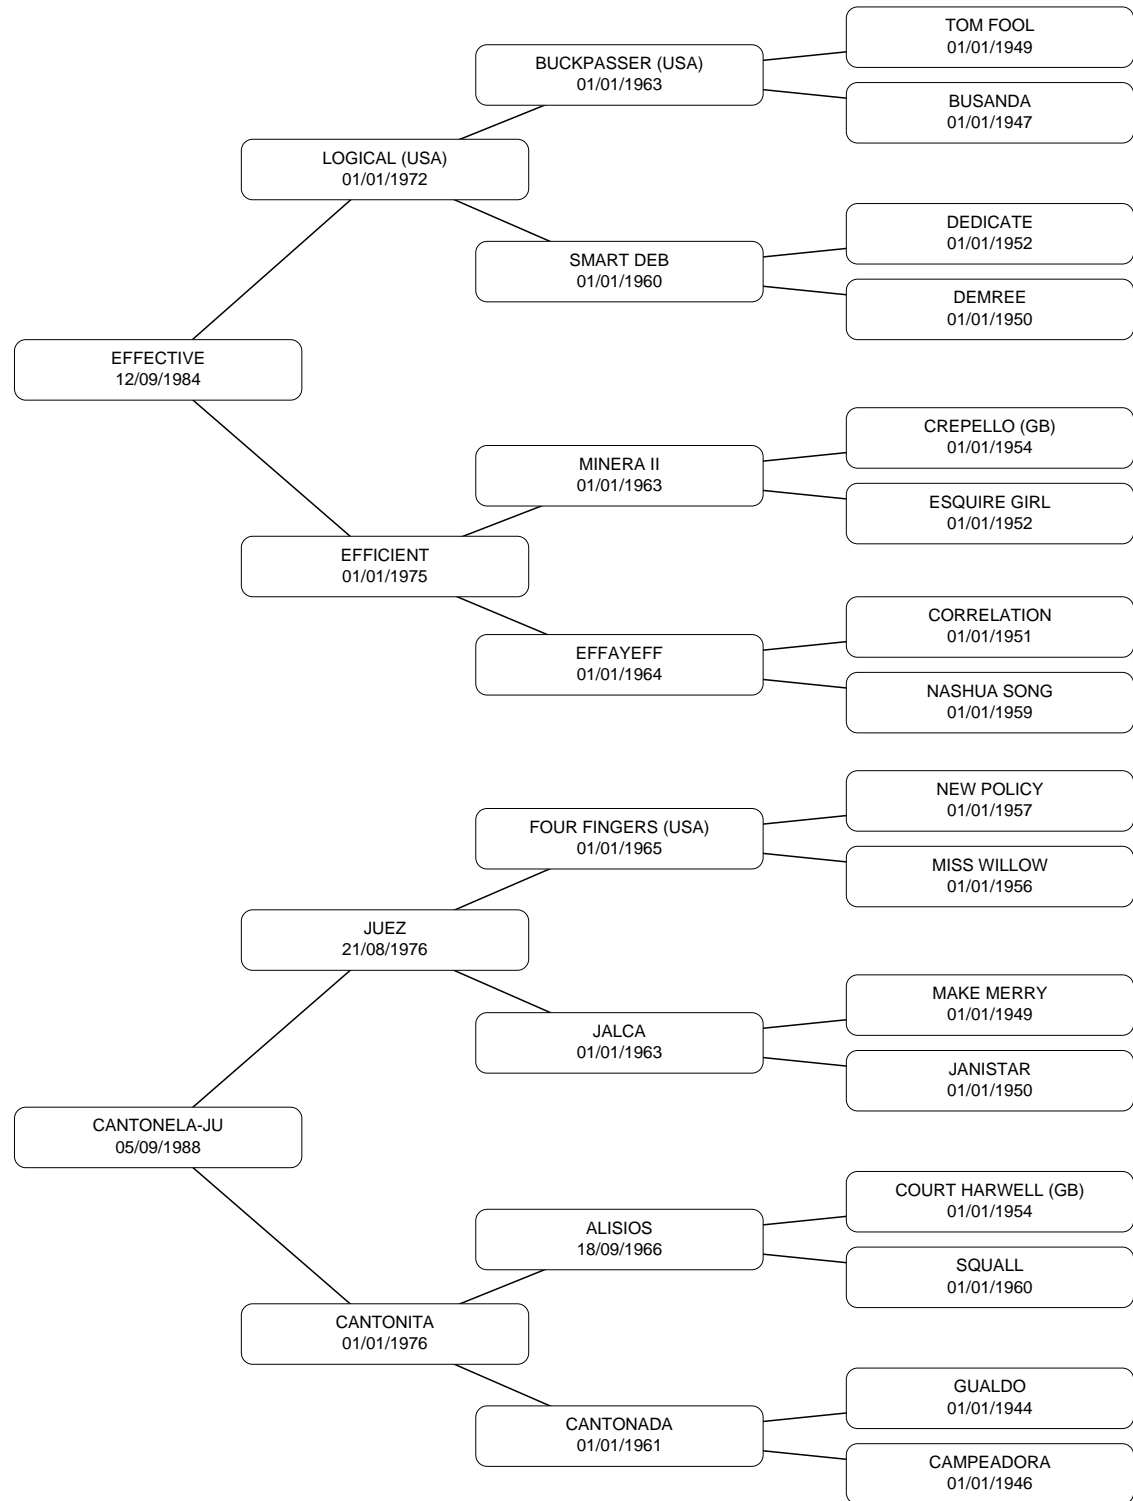 TOM FOOL
01/01/1949
BUCKPASSER (USA)
01/01/1963
BUSANDA
01/01/1947
LOGICAL (USA)
01/01/1972
DEDICATE
01/01/1952
SMART DEB
01/01/1960
DEMREE
01/01/1950
EFFECTIVE
12/09/1984
CREPELLO (GB)
01/01/1954
MINERA II
01/01/1963
ESQUIRE GIRL
01/01/1952
EFFICIENT
01/01/1975
CORRELATION
01/01/1951
EFFAYEFF
01/01/1964
NASHUA SONG
01/01/1959
NEW POLICY
01/01/1957
FOUR FINGERS (USA)
01/01/1965
MISS WILLOW
01/01/1956
JUEZ
21/08/1976
MAKE MERRY
01/01/1949
JALCA
01/01/1963
JANISTAR
01/01/1950
CANTONELA-JU
05/09/1988
COURT HARWELL (GB)
01/01/1954
ALISIOS
18/09/1966
SQUALL
01/01/1960
CANTONITA
01/01/1976
GUALDO
01/01/1944
CANTONADA
01/01/1961
CAMPEADORA
01/01/1946